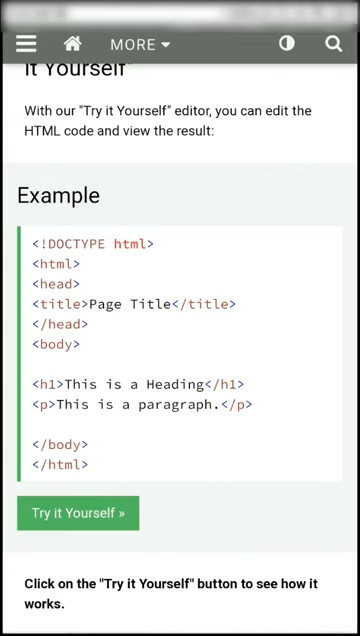 MORE
it Yourself"
With our "Try it Yourself" editor, you can edit the
HTML code and view the result:
Example
<!DOCTYPE html>
<html>
<head>
<title>Page Title</title>
</head>
<body>
<h1>This is a Heading</h1>
<p>This is a paragraph.</p>
</body>
</html>
Try it Yourself »
Click on the "Try it Yourself" button to see how it
works.